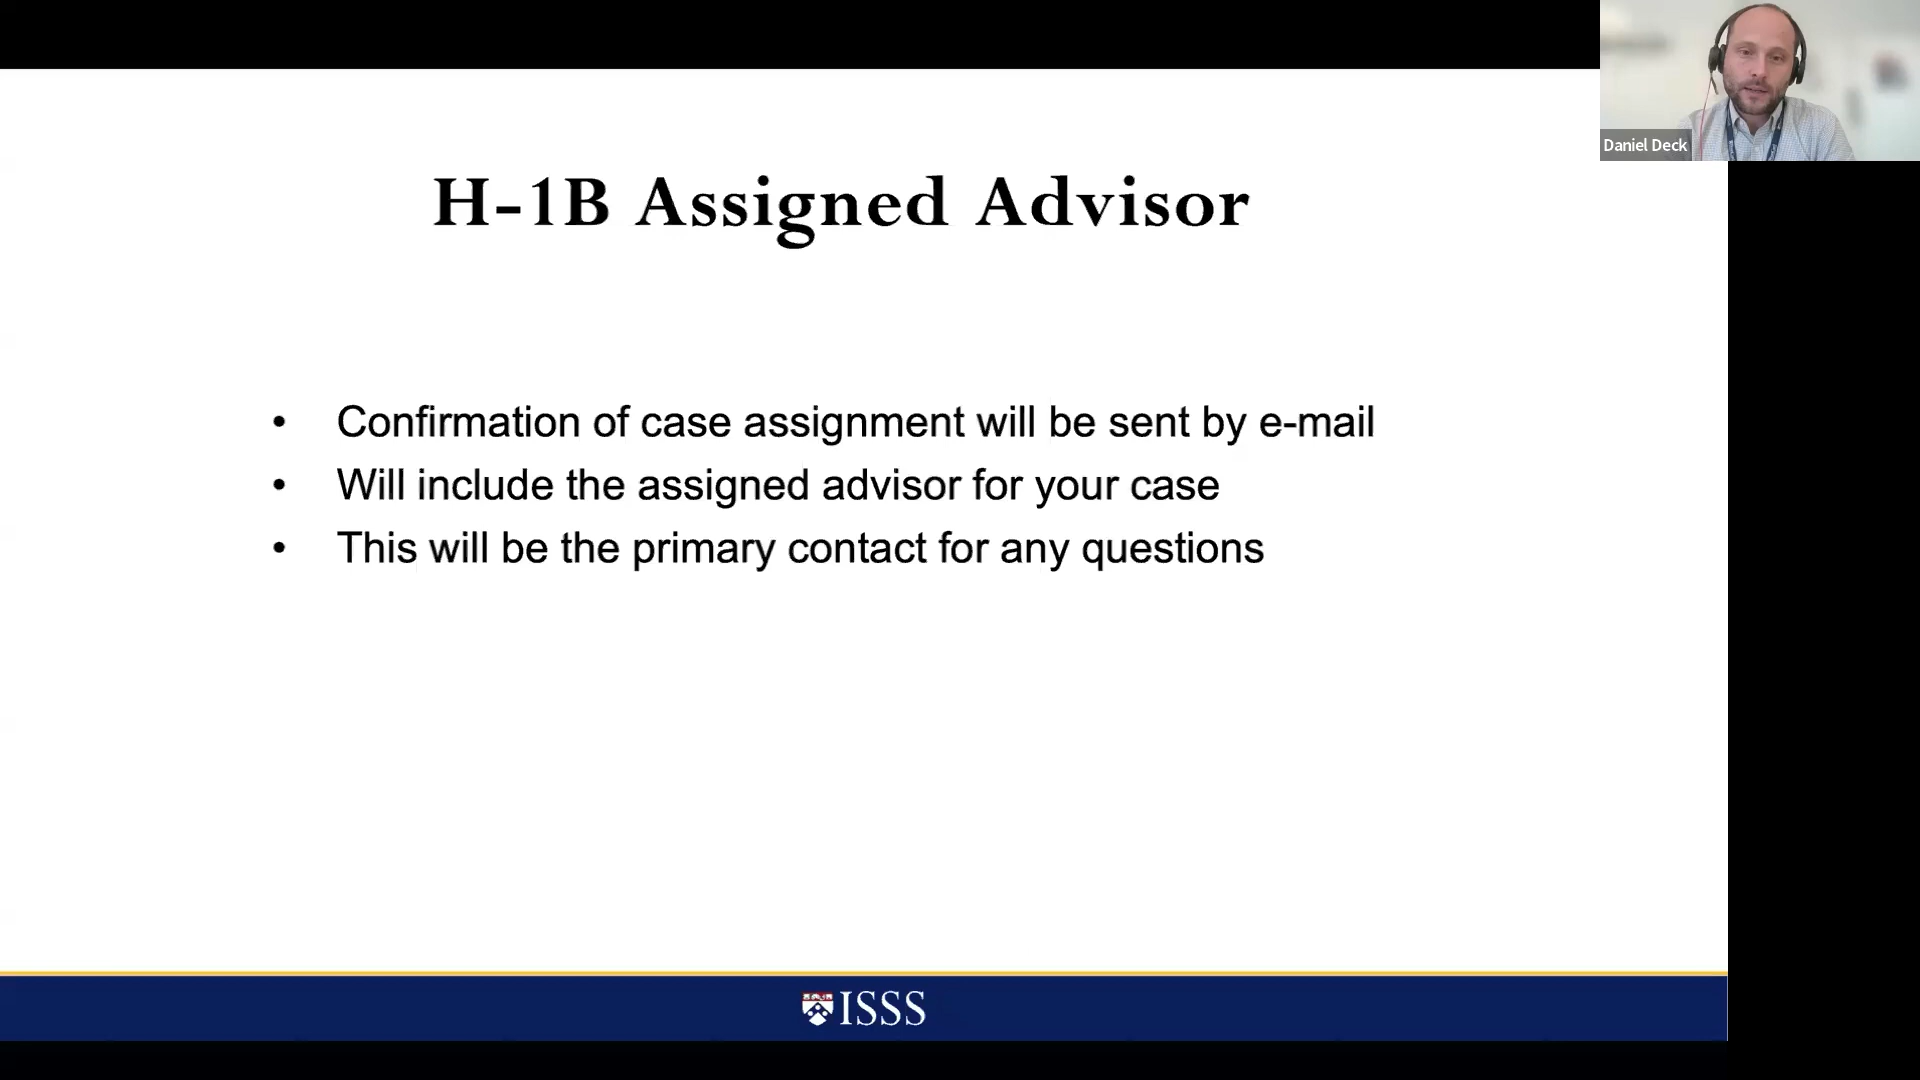 Daniel Deck
H-1B Assigned Advisor
• Confirmation of case assignment will be sent by e-mail
• Will include the assigned advisor for your case
• This will be the primary contact for any questions
ISSS